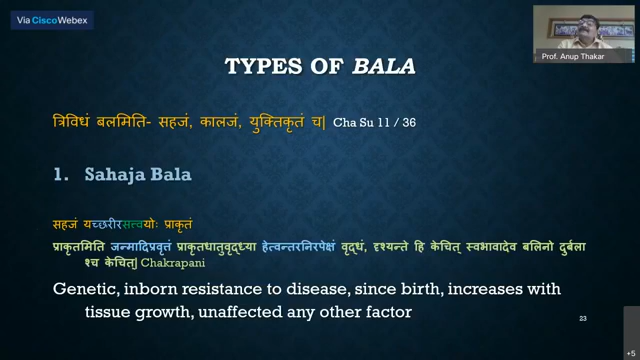 Via CiscoWebex
Prof. Anup Thakar
TYPES OF BALA
त्रिविधं बलमिति- सहजं, कालजं, युक्तिकृतं च| Cha Su 11 / 36
1. Sahaja Bala
सहजं यच्छरीरसत्वयोः प्राकृतं
प्राकृतमिति जन्मादिप्रवृत्तं प्राकृतधातुवृद्ध्या हेत्वन्तरनिरपेक्षं वृद्धं, दृश्यन्ते हि केचित् स्वभावादेव बलिनो दुर्बला
श्च केचित्| Chakrapani
Genetic, inborn resistance to disease, since birth, increases with
tissue growth, unaffected any other factor
23
+5